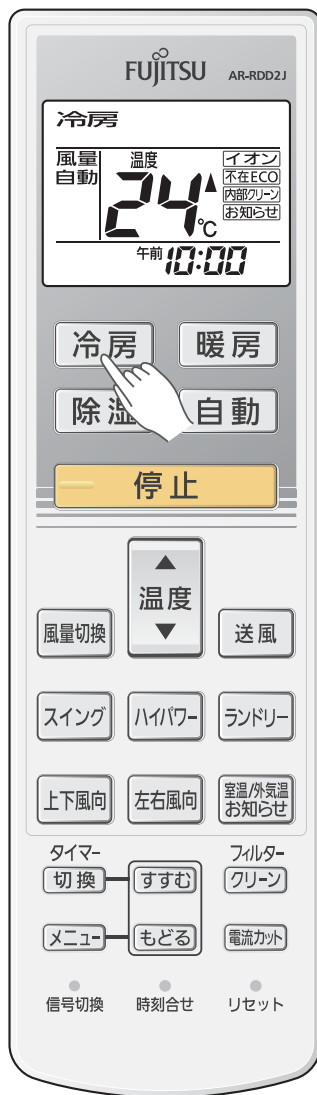 FUJITSU AR-RDD2J
冷房
風量 温度 イオン
自動 24℃ 不在ECO
内部クリーン
お知らせ
午前 10:00
冷房 暖房
除湿 自動
停止
▲
温度
▼
風量切換 送風
スイング ハイパワー ランドリー
上下風向 左右風向 室温/外気温
お知らせ
タイマー フィルター
切換 すすむ クリーン
メニュー もどる 電流カット
信号切換 時刻合せ リセット